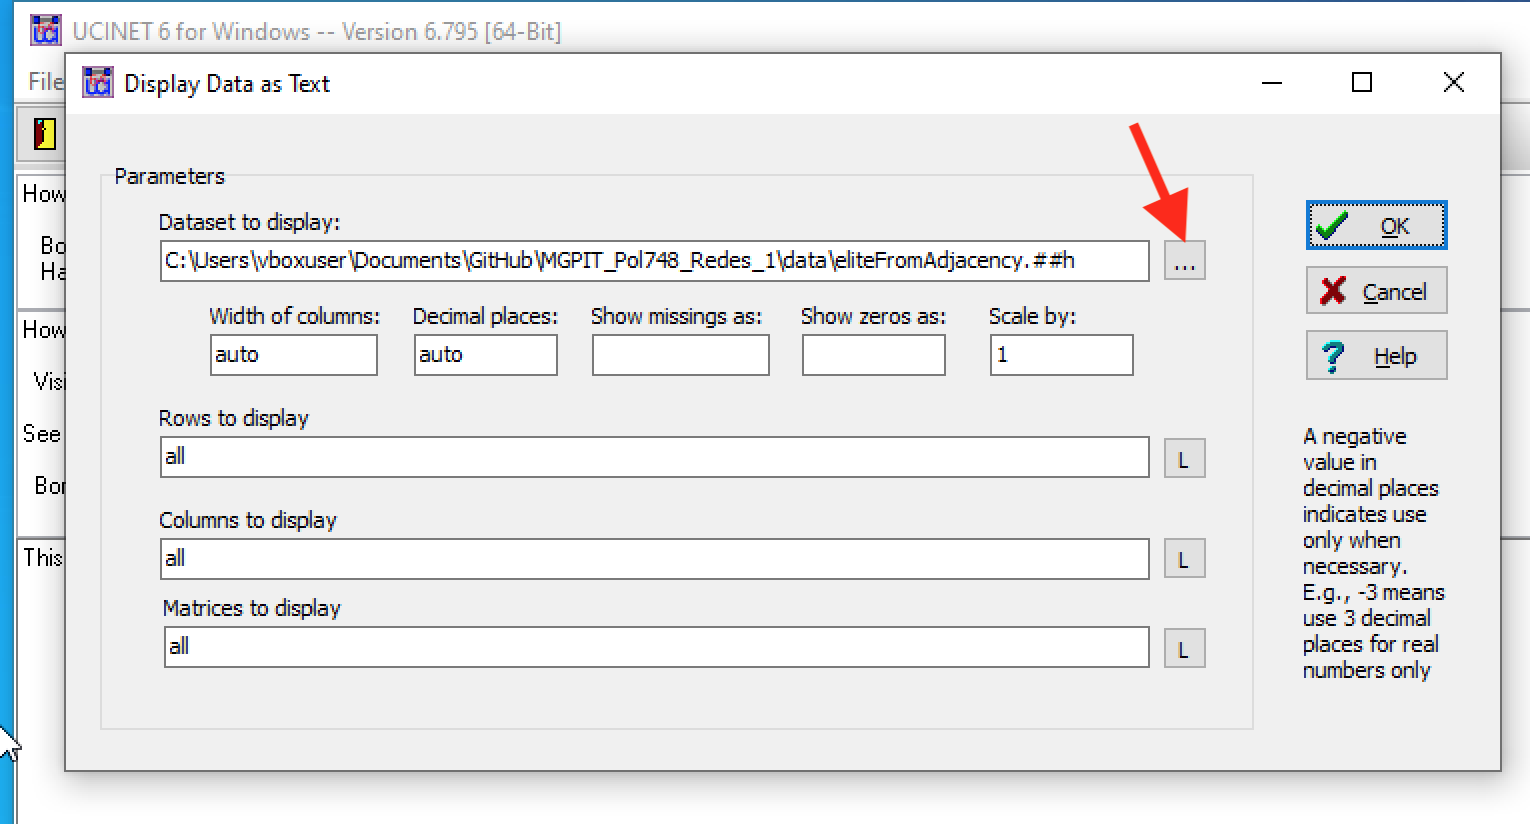 UCINET 6 for Windows -- Version 6.795 [64-Bit]
File
Display Data as Text
How
Parameters
Dataset to display:
C:\Users\vboxuser\Documents\GitHub\MGPIT_Pol748_Redes_1\data\eliteFromAdjacency.##h
...
OK
Bo
Ha
Cancel
Width of columns: Decimal places: Show missings as: Show zeros as: Scale by:
auto auto 1
How
Help
Visi
Rows to display
all
L
See
Columns to display
all
L
Bor
This
Matrices to display
all
L
A negative
value in
decimal places
indicates use
only when
necessary.
E.g., -3 means
use 3 decimal
places for real
numbers only